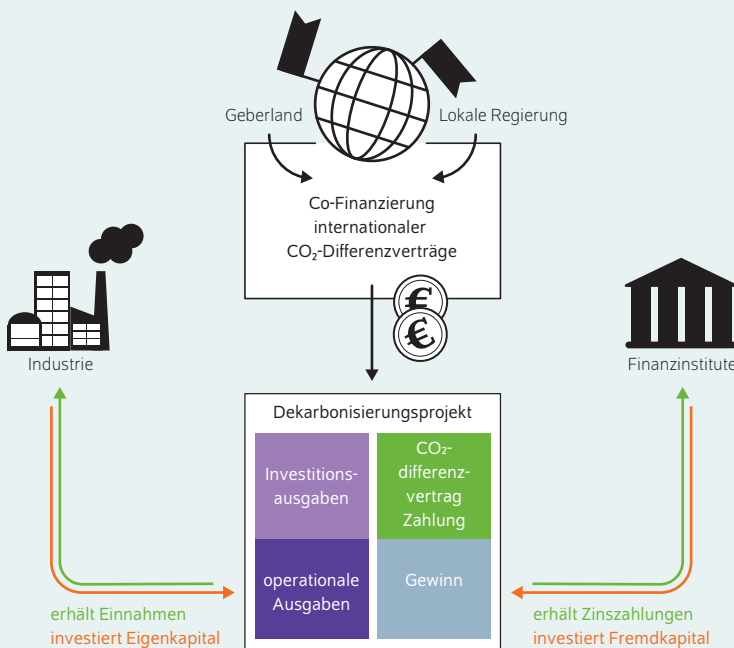 Geberland
Lokale Regierung
Co-Finanzierung
internationaler
CO₂-Differenzverträge
€
€
Industrie
Finanzinstitute
Dekarbonisierungsprojekt
Investitions-
ausgaben
CO₂-
differenz-
vertrag
Zahlung
operationale
Ausgaben
Gewinn
erhält Einnahmen
investiert Eigenkapital
erhält Zinszahlungen
investiert Fremdkapital